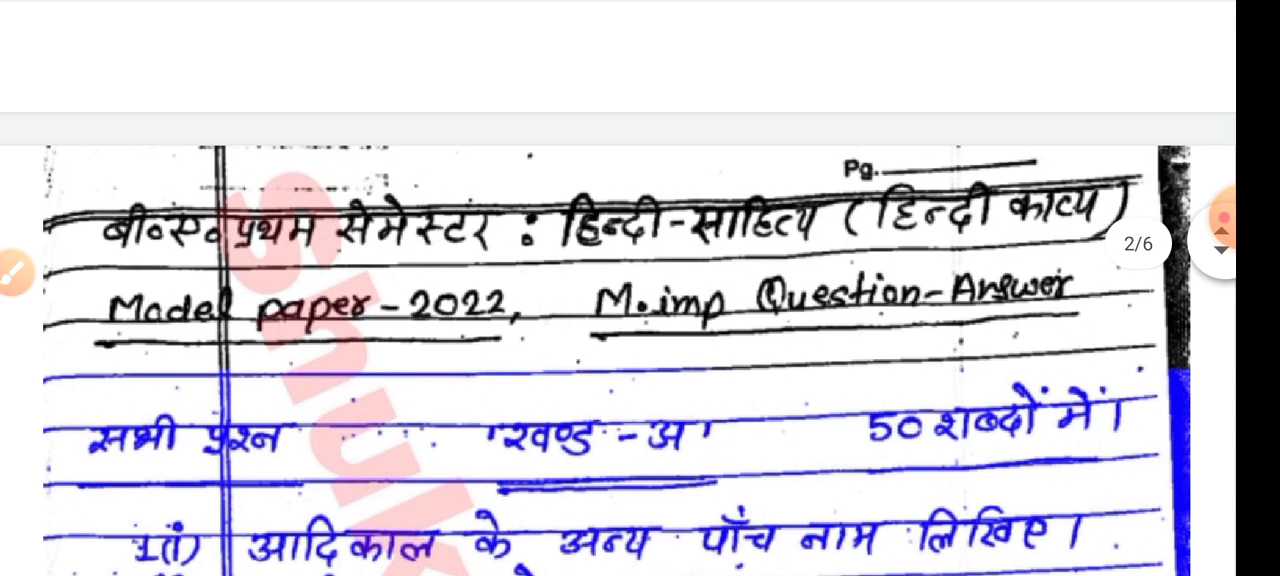 Pg.
बी०ए० प्रथम सेमेस्टर : हिन्दी-साहित्य (हिन्दी काव्य)
2/6
Model paper-2022, M.imp Question-Answer
सभी प्रश्न 'खण्ड-अ' 50 शब्दों में।
1(i) आदिकाल के अन्य पाँच नाम लिखिए।